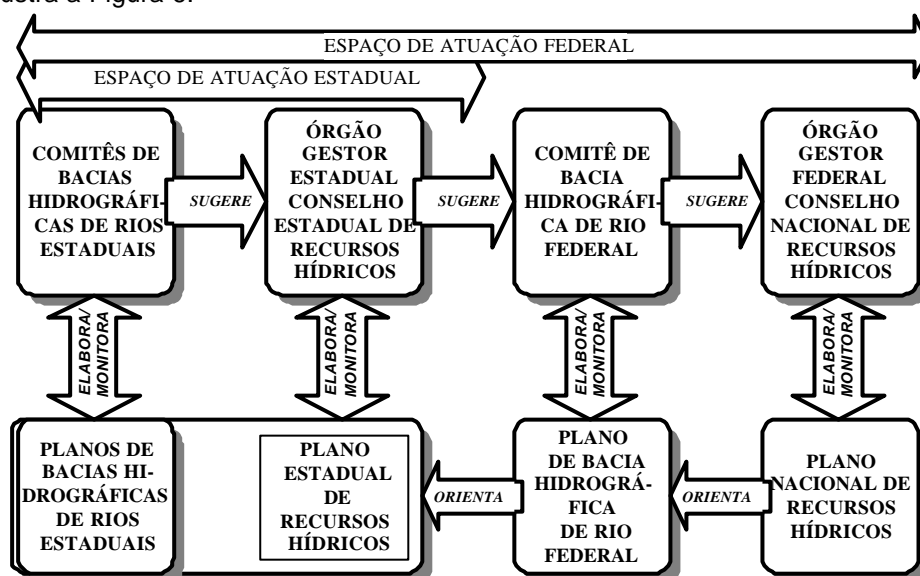 ustra a Figura 6.
ESPAÇO DE ATUAÇÃO FEDERAL
ESPAÇO DE ATUAÇÃO ESTADUAL
COMITÊS DE
BACIAS
HIDROGRÁFI-
CAS DE RIOS
ESTADUAIS
SUGERE
ÓRGÃO
GESTOR
ESTADUAL
CONSELHO
ESTADUAL DE
RECURSOS
HÍDRICOS
SUGERE
COMITÊ DE
BACIA
HIDROGRÁFI-
CA DE RIO
FEDERAL
SUGERE
ÓRGÃO
GESTOR
FEDERAL
CONSELHO
NACIONAL DE
RECURSOS
HÍDRICOS
ELABORA/
MONITORA
ELABORA/
MONITORA
ELABORA/
MONITORA
ELABORA/
MONITORA
PLANOS DE
BACIAS HI-
DROGRÁFICAS
DE RIOS
ESTADUAIS
PLANO
ESTADUAL
DE
RECURSOS
HÍDRICOS
ORIENTA
PLANO
DE BACIA
HIDROGRÁ-
FICA
DE RIO
FEDERAL
ORIENTA
PLANO
NACIONAL DE
RECURSOS
HÍDRICOS